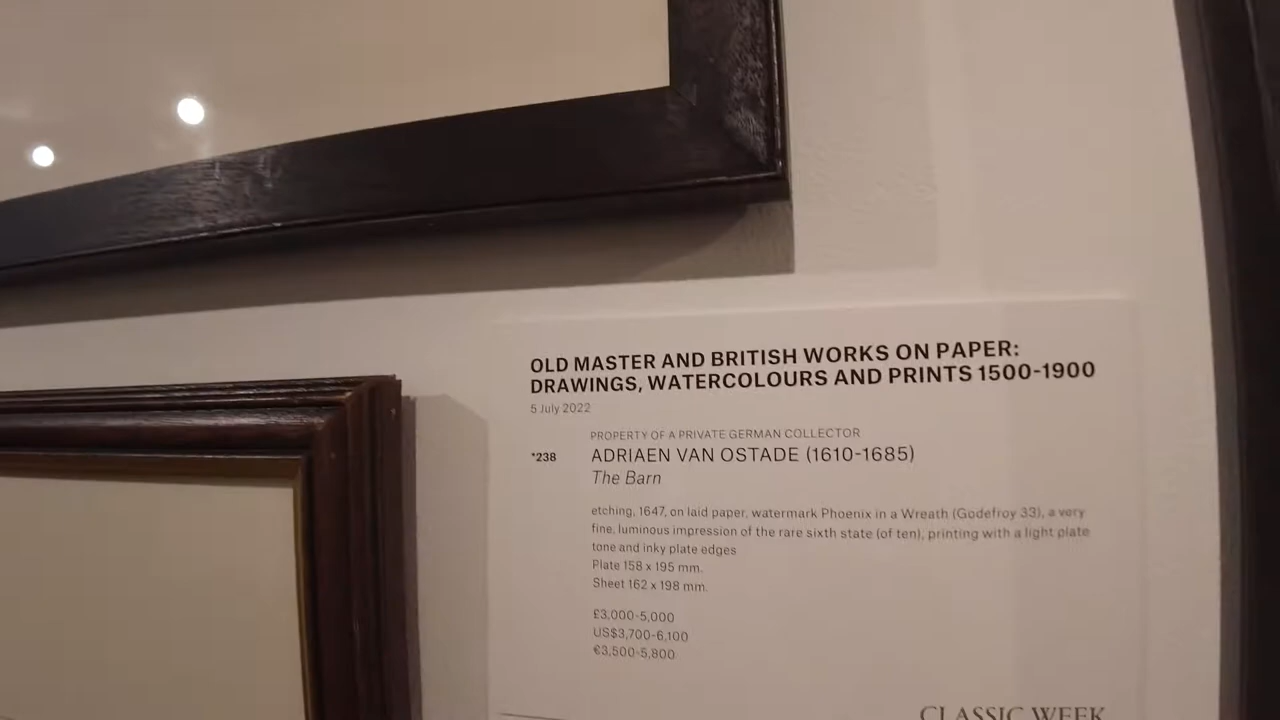 OLD MASTER AND BRITISH WORKS ON PAPER:
DRAWINGS, WATERCOLOURS AND PRINTS 1500-1900
5 July 2022
PROPERTY OF A PRIVATE GERMAN COLLECTOR
*238 ADRIAEN VAN OSTADE (1610-1685)
The Barn
etching, 1647, on laid paper, watermark Phoenix in a Wreath (Godefroy 33), a very
fine, luminous impression of the rare sixth state (of ten), printing with a light plate
tone and inky plate edges
Plate 158 x 195 mm.
Sheet 162 x 198 mm.
£3,000-5,000
US$3,700-6,100
€3,500-5,800
CLASSIC WEEK